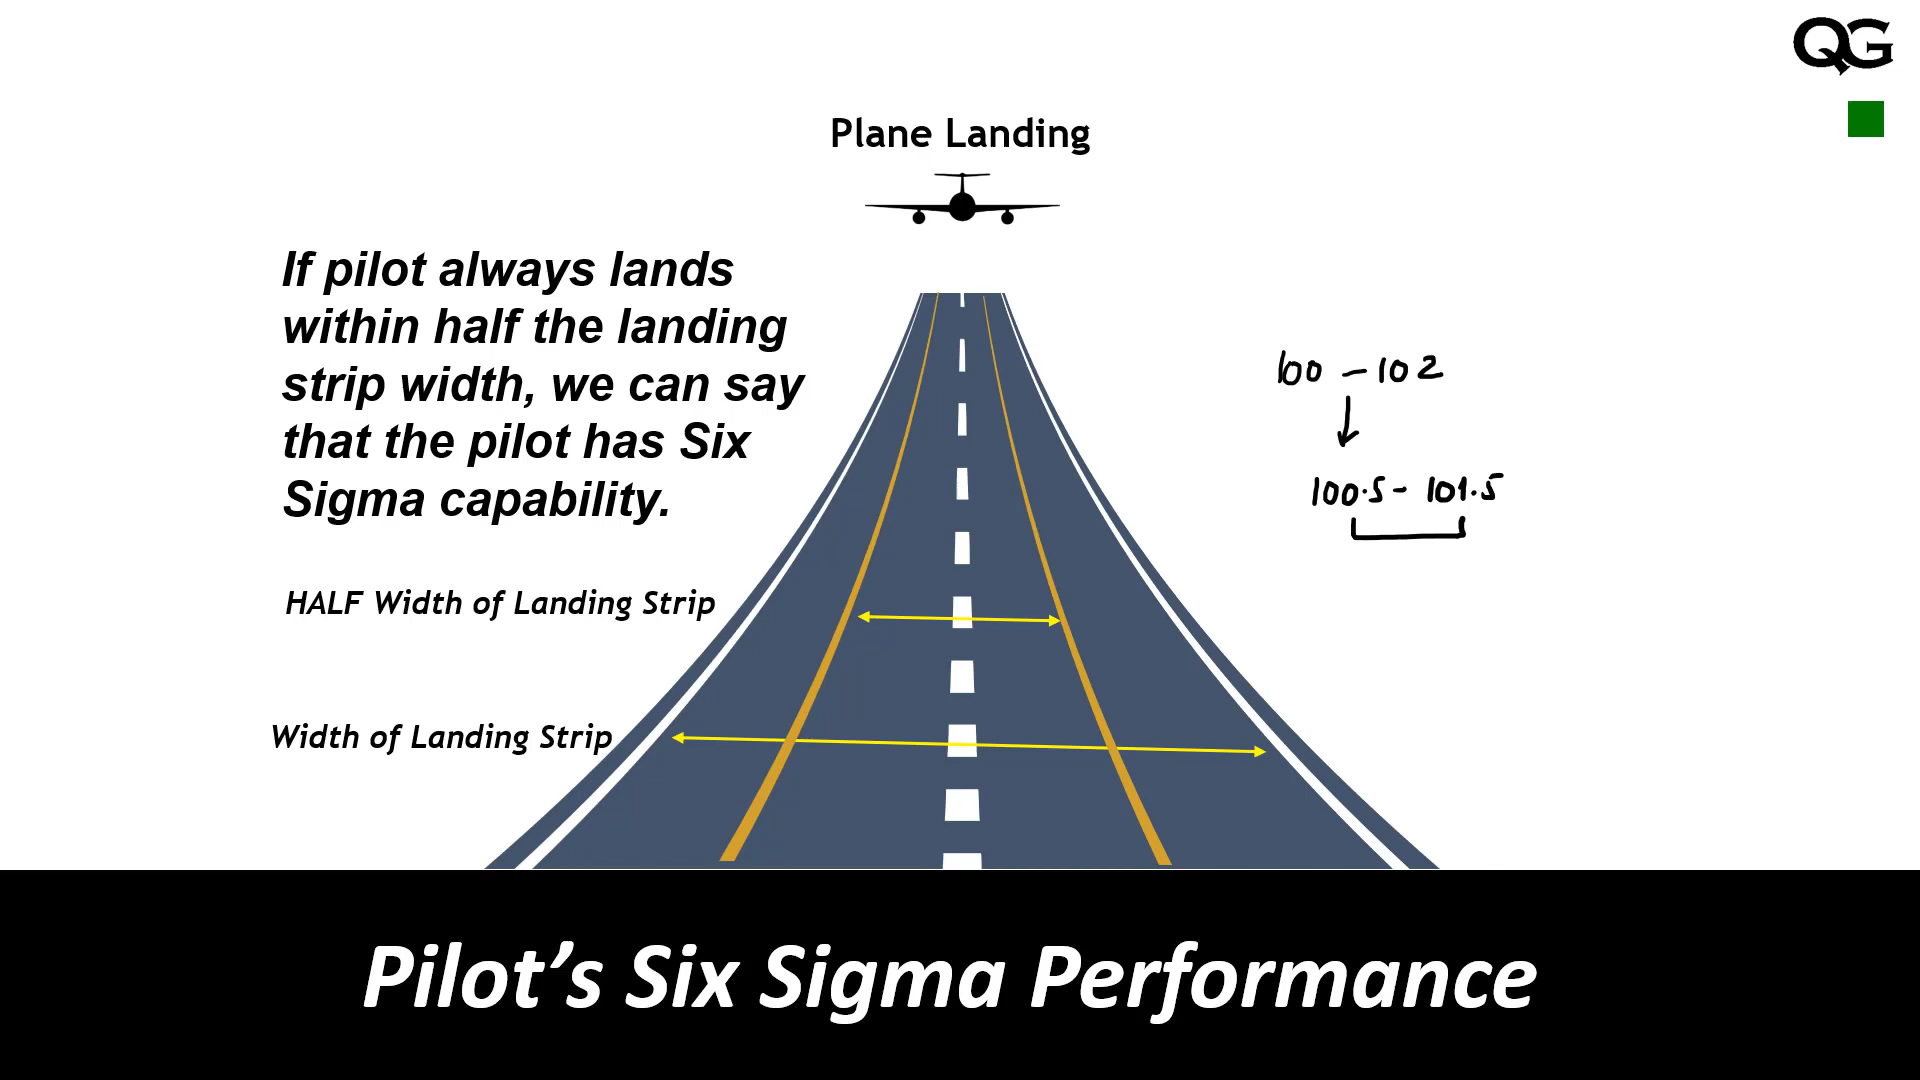 QG
Plane Landing
If pilot always lands
within half the landing
strip width, we can say
that the pilot has Six
Sigma capability.
100 - 102
100.5 - 101.5
HALF Width of Landing Strip
Width of Landing Strip
Pilot's Six Sigma Performance